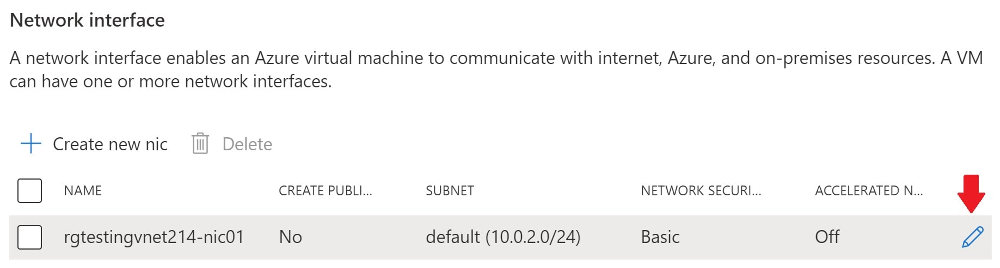 Network interface
A network interface enables an Azure virtual machine to communicate with internet, Azure, and on-premises resources. A VM
can have one or more network interfaces.
Create new nic Delete
NAME CREATE PUBLI... SUBNET NETWORK SECURI... ACCELERATED N...
rgtestingvnet214-nic01 No default (10.0.2.0/24) Basic Off